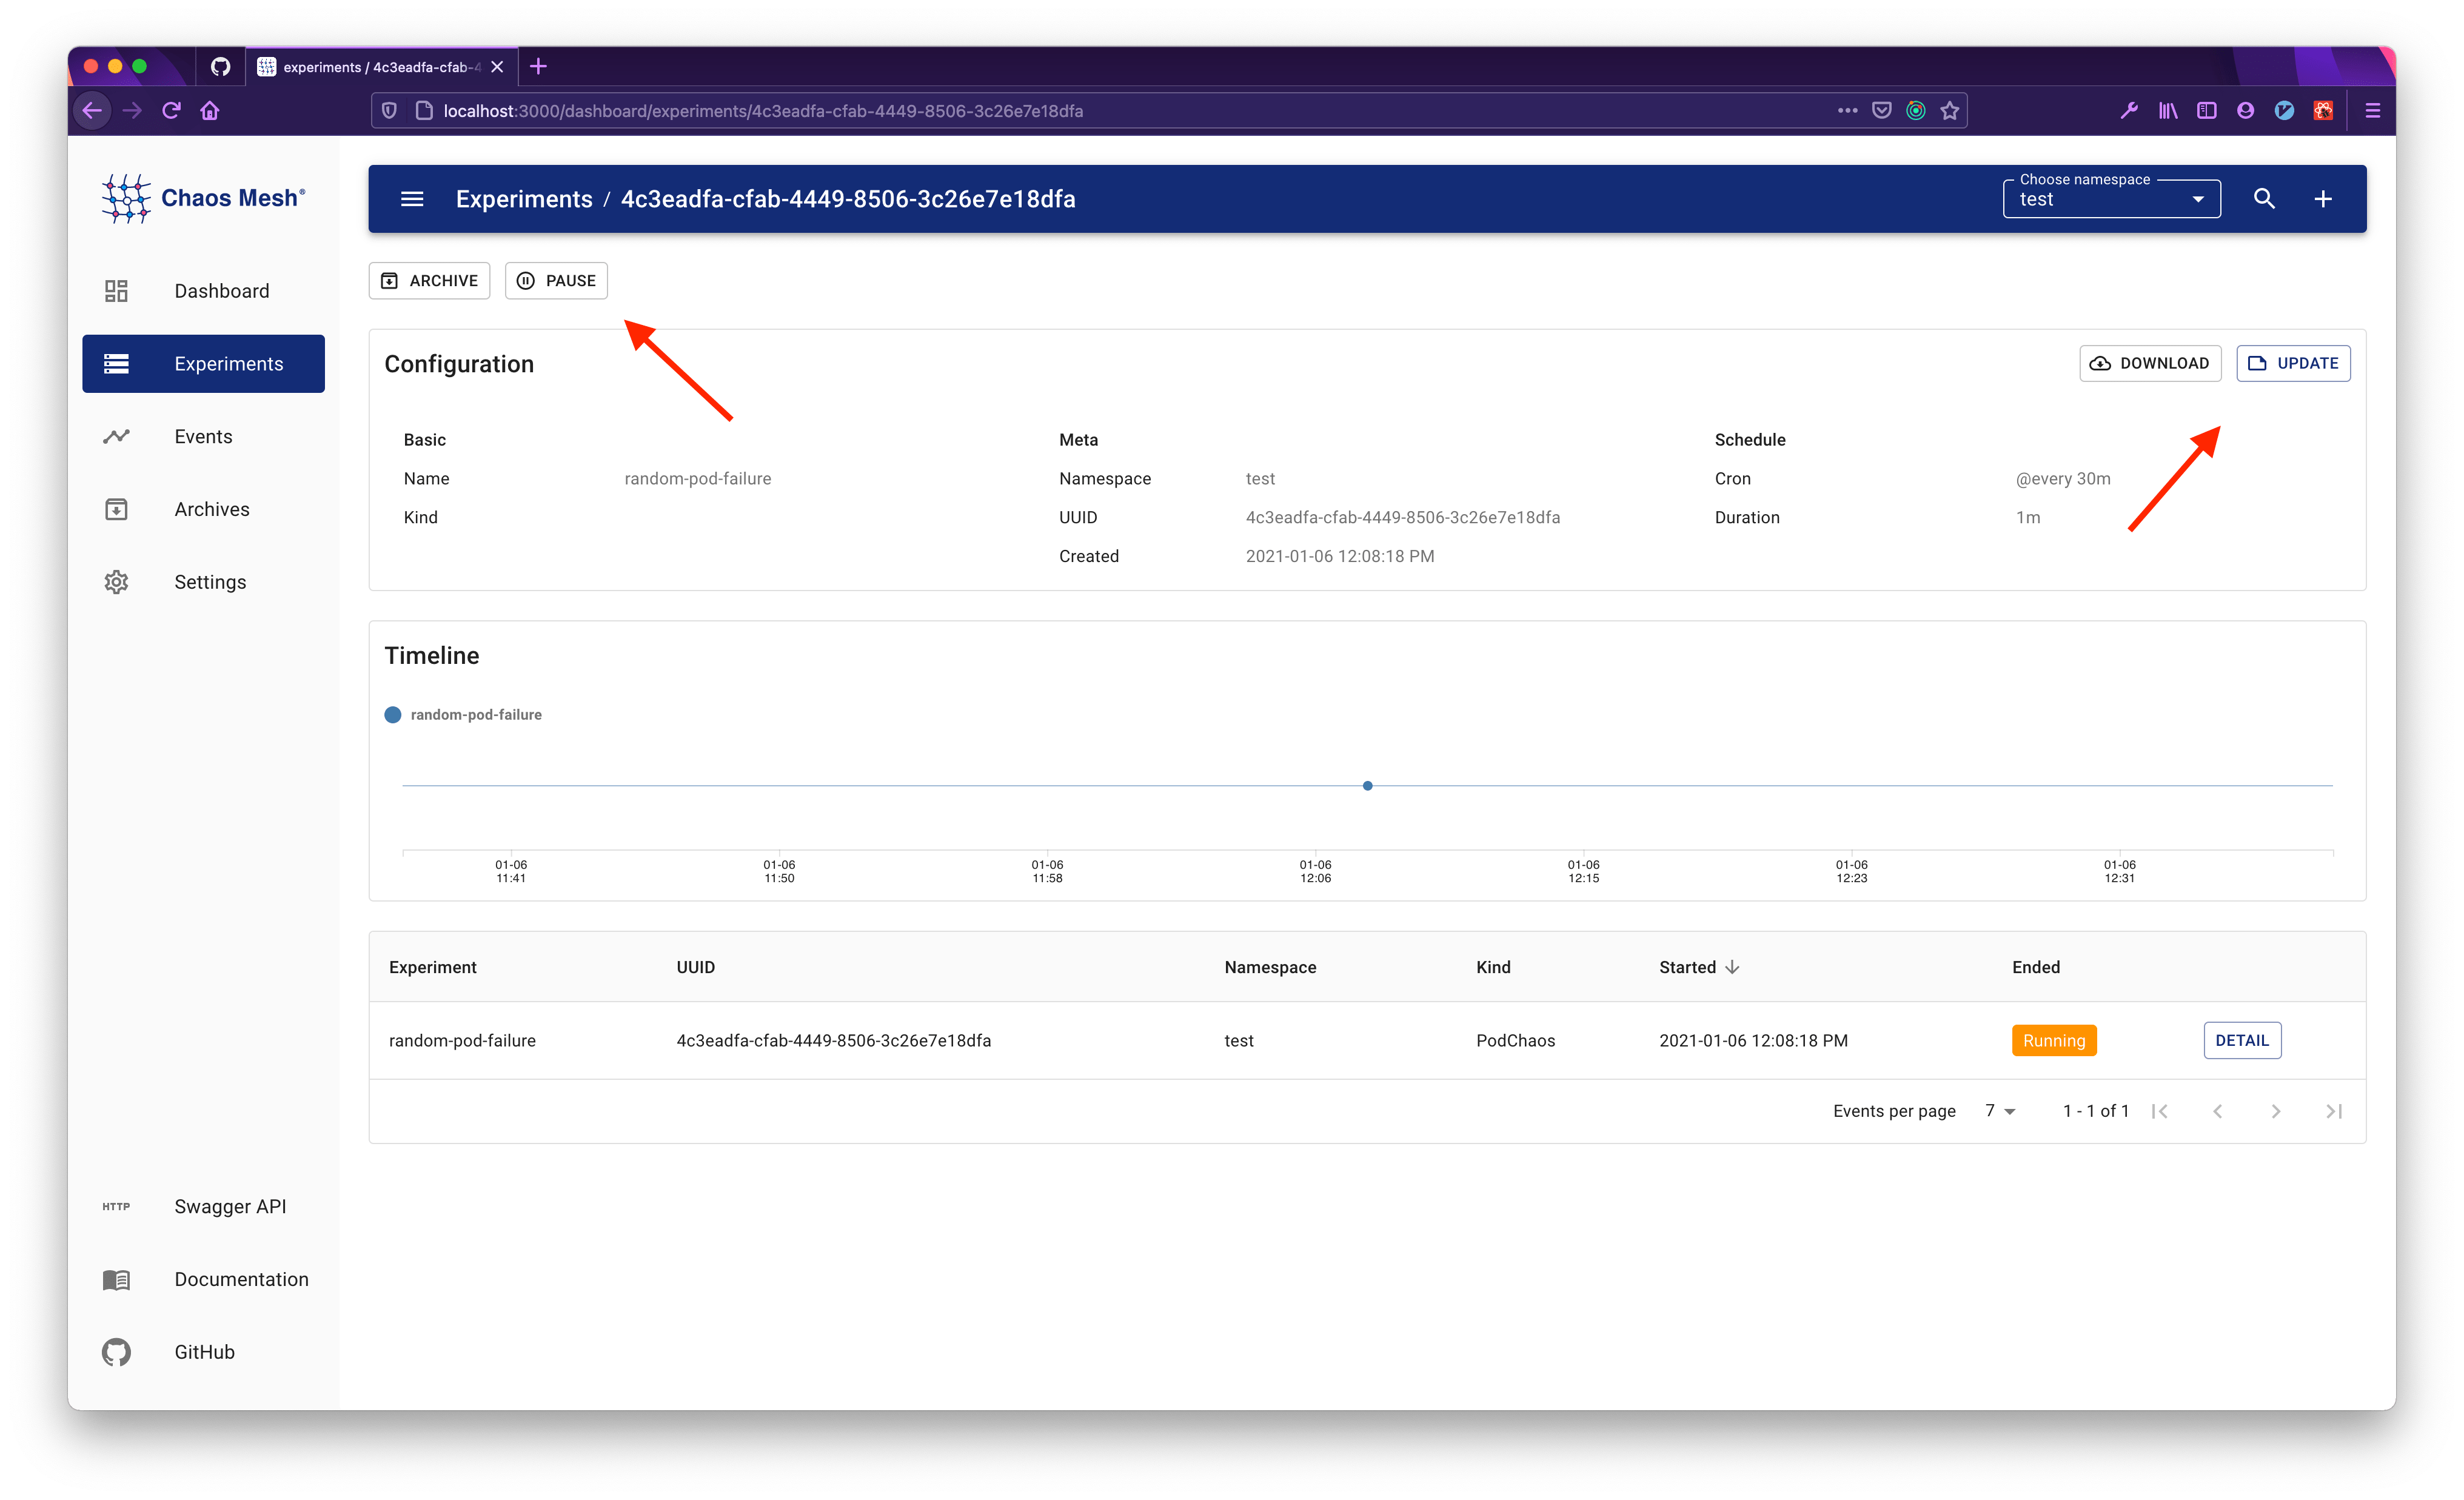 experiments / 4c3eadfa-cfab-4
localhost:3000/dashboard/experiments/4c3eadfa-cfab-4449-8506-3c26e7e18dfa
Chaos Mesh®
Experiments / 4c3eadfa-cfab-4449-8506-3c26e7e18dfa
Choose namespace
test
Dashboard
Experiments
Events
Archives
Settings
HTTP Swagger API
Documentation
GitHub
ARCHIVE PAUSE
Configuration
DOWNLOAD UPDATE
Basic
Name random-pod-failure
Kind
Meta
Namespace test
UUID 4c3eadfa-cfab-4449-8506-3c26e7e18dfa
Created 2021-01-06 12:08:18 PM
Schedule
Cron @every 30m
Duration 1m
Timeline
random-pod-failure
01-06 01-06 01-06 01-06 01-06 01-06 01-06
11:41 11:50 11:58 12:06 12:15 12:23 12:31
Experiment UUID Namespace Kind Started Ended
random-pod-failure 4c3eadfa-cfab-4449-8506-3c26e7e18dfa test PodChaos 2021-01-06 12:08:18 PM Running DETAIL
Events per page 7 1 - 1 of 1